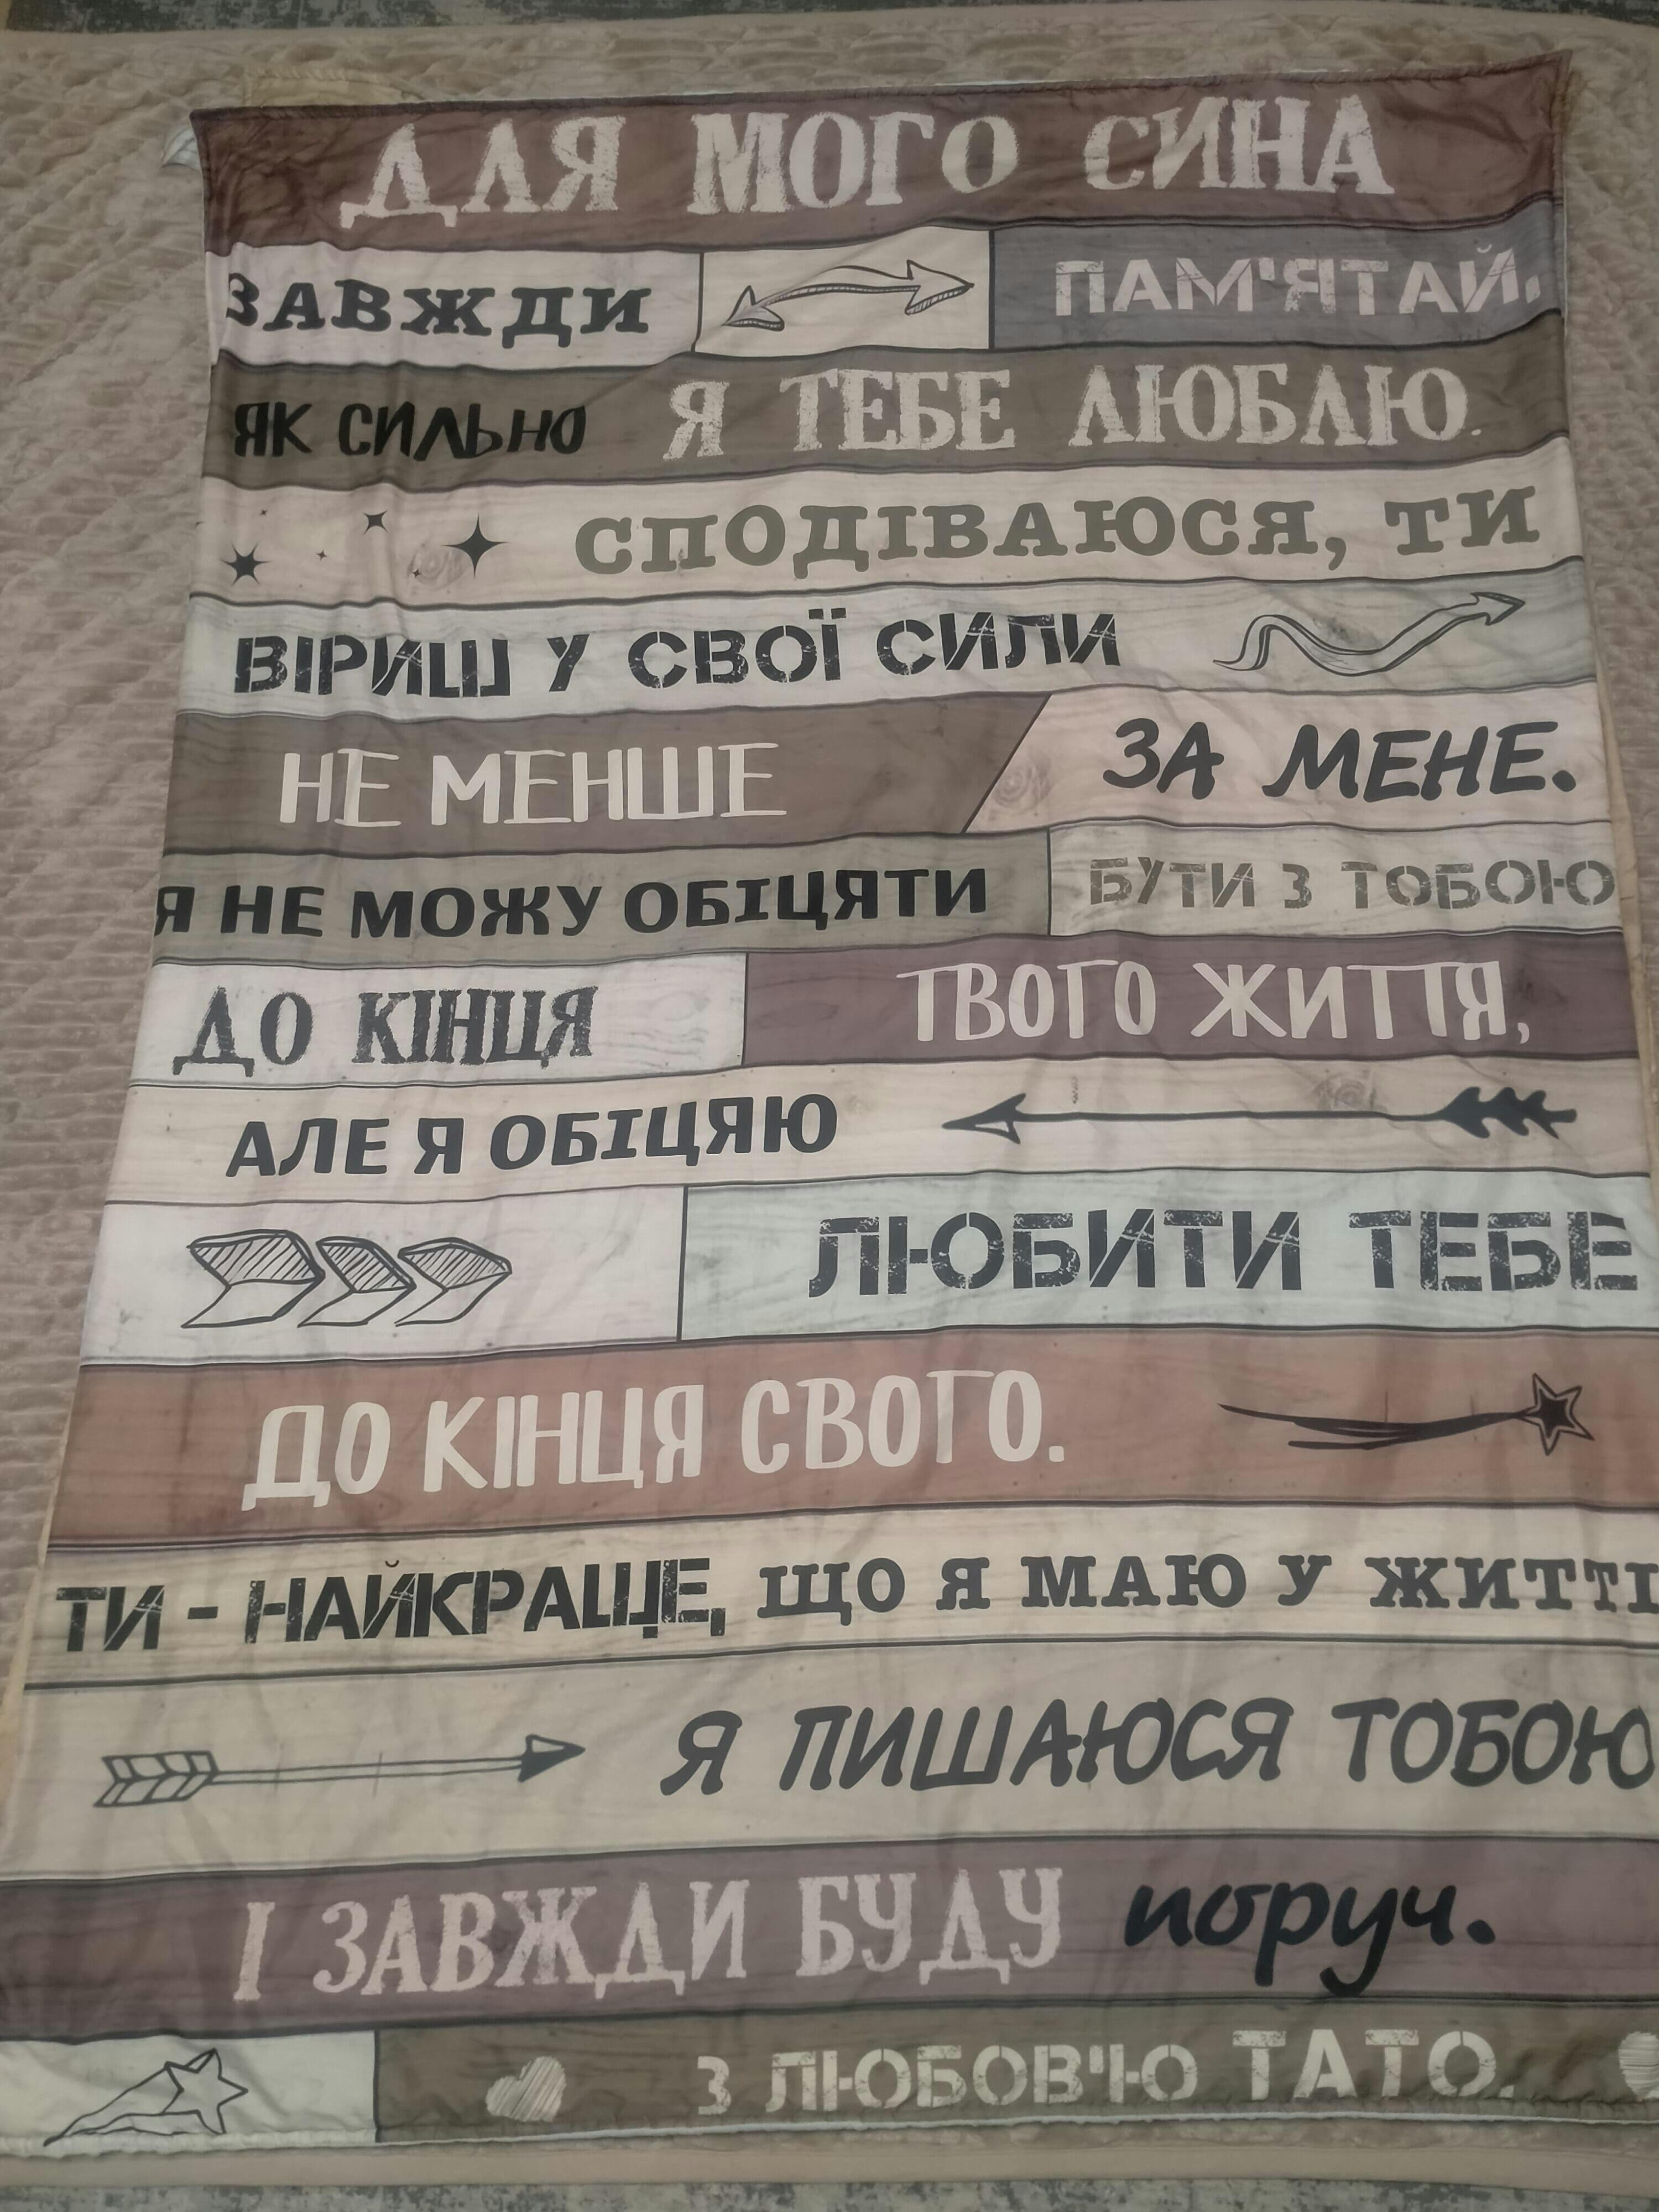 ДЛЯ МОГО СИНА
ЗАВЖДИ ПАМ'ЯТАЙ,
ЯК СИЛЬНО Я ТЕБЕ ЛЮБЛЮ.
СПОДІВАЮСЯ, ТИ
ВІРИШ У СВОЇ СИЛИ
НЕ МЕНШЕ ЗА МЕНЕ.
Я НЕ МОЖУ ОБІЦЯТИ БУТИ З ТОБОЮ
ДО КІНЦЯ ТВОГО ЖИТТЯ,
АЛЕ Я ОБІЦЯЮ
ЛЮБИТИ ТЕБЕ
ДО КІНЦЯ СВОГО.
ТИ - НАЙКРАЩЕ, ЩО Я МАЮ У ЖИТТІ
Я ПИШАЮСЯ ТОБОЮ
І ЗАВЖДИ БУДУ поруч.
З ЛЮБОВ'Ю ТАТО.